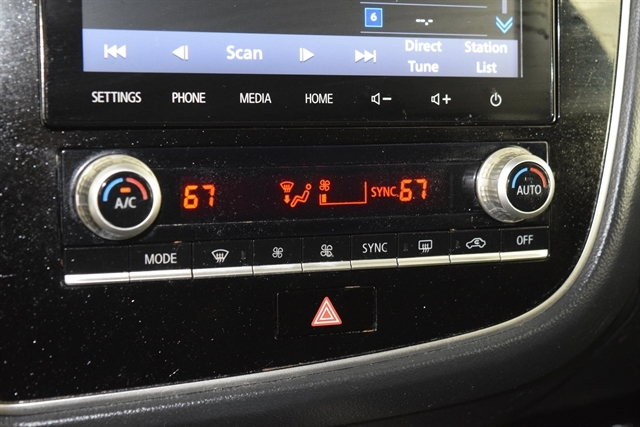 6 --.--
Scan Direct Tune Station List
SETTINGS PHONE MEDIA HOME - +
A/C 67 SYNC 67 AUTO
MODE SYNC OFF